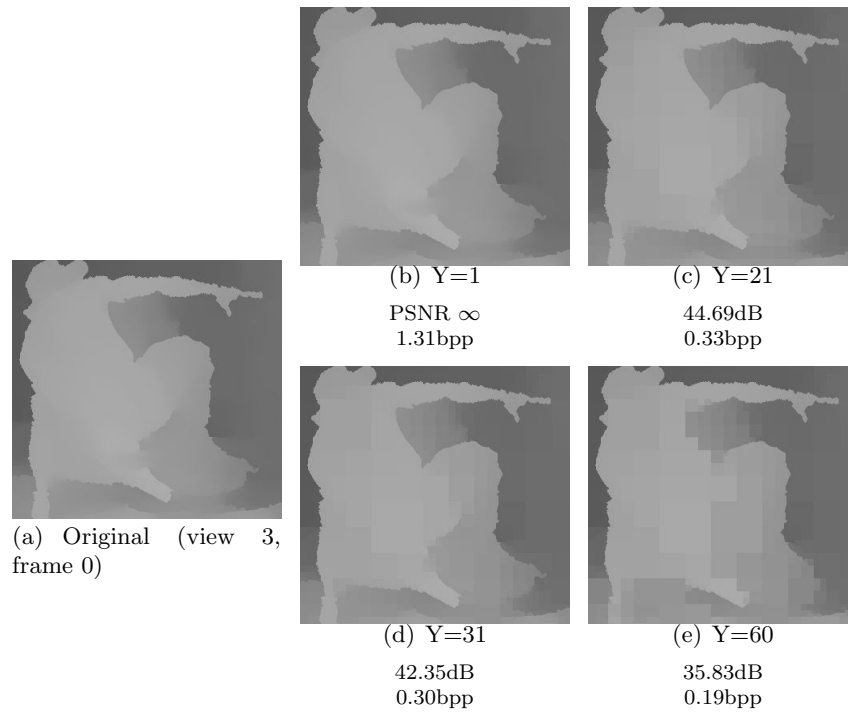 (b) Y=1
PSNR ∞
1.31bpp
(c) Y=21
44.69dB
0.33bpp
(a) Original (view 3,
frame 0)
(d) Y=31
42.35dB
0.30bpp
(e) Y=60
35.83dB
0.19bpp